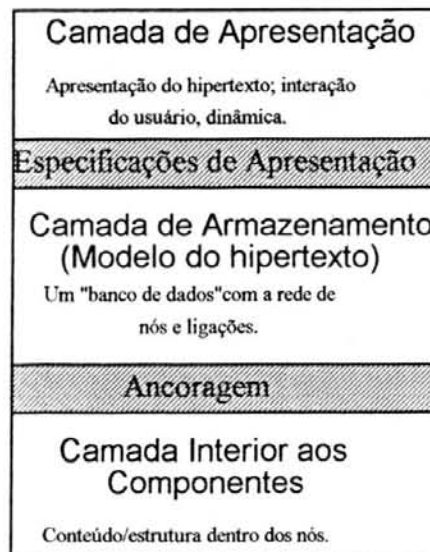 Camada de Apresentação
Apresentação do hipertexto; interação
do usuário, dinâmica.
Especificações de Apresentação
Camada de Armazenamento
(Modelo do hipertexto)
Um "banco de dados"com a rede de
nós e ligações.
Ancoragem
Camada Interior aos
Componentes
Conteúdo/estrutura dentro dos nós.